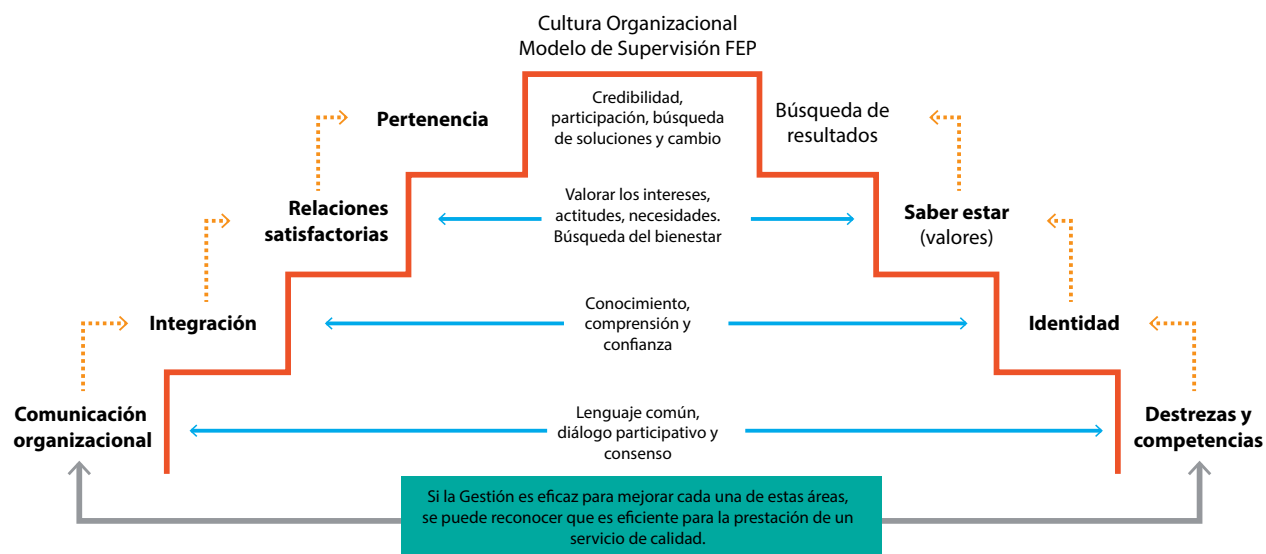 Cultura Organizacional
Modelo de Supervisión FEP
Pertenencia
Credibilidad,
participación, búsqueda
de soluciones y cambio
Búsqueda de
resultados
Relaciones
satisfactorias
Valorar los intereses,
actitudes, necesidades.
Búsqueda del bienestar
Saber estar
(valores)
Integración
Conocimiento,
comprensión y
confianza
Identidad
Comunicación
organizacional
Lenguaje común,
diálogo participativo y
consenso
Destrezas y
competencias
Si la Gestión es eficaz para mejorar cada una de estas áreas,
se puede reconocer que es eficiente para la prestación de un
servicio de calidad.